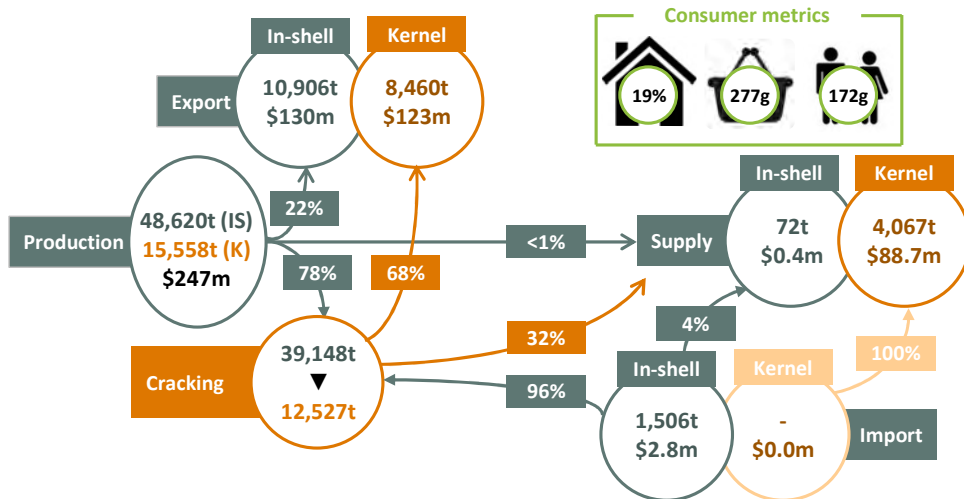 Consumer metrics
19%
277g
172g
In-shell
Kernel
Export
10,906t
$130m
8,460t
$123m
22%
Production
48,620t (IS)
15,558t (K)
$247m
<1%
78%
68%
In-shell
Kernel
Supply
72t
$0.4m
4,067t
$88.7m
Cracking
39,148t
▼
12,527t
32%
96%
4%
100%
In-shell
Kernel
1,506t
$2.8m
-
$0.0m
Import